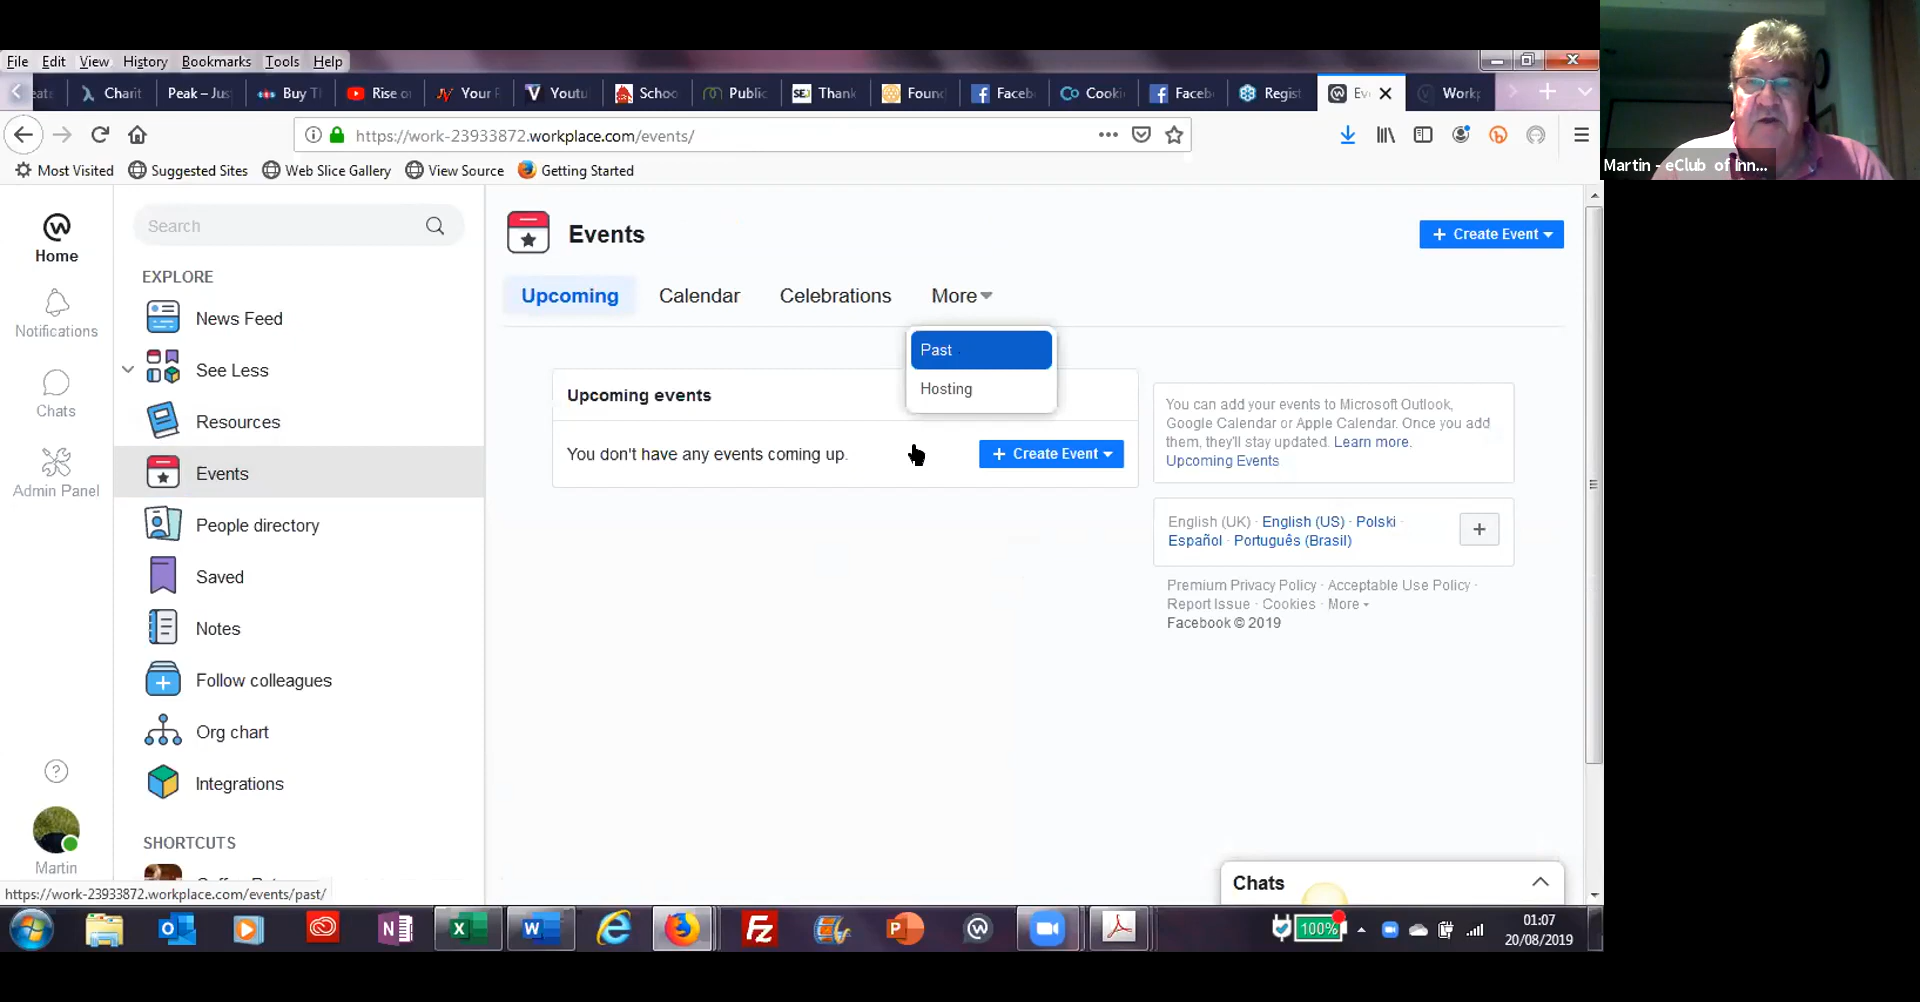 File Edit View History Bookmarks Tools Help
Charit
Peak – Jus
Buy T
Rise o
Your
Youtu
Schoo
Public
Thank
Found
Faceb
Cooki
Faceb
Regist
Ev
Workp
https://work-23933872.workplace.com/events/
Most Visited Suggested Sites Web Slice Gallery View Source Getting Started
Martin - eClub of Inn...
Home
Notifications
Chats
Admin Panel
Martin
Search
EXPLORE
News Feed
See Less
Resources
Events
People directory
Saved
Notes
Follow colleagues
Org chart
Integrations
SHORTCUTS
Events
+ Create Event
Upcoming Calendar Celebrations More
Past
Hosting
Upcoming events
You don't have any events coming up.
+ Create Event
You can add your events to Microsoft Outlook,
Google Calendar or Apple Calendar. Once you add
them, they'll stay updated. Learn more.
Upcoming Events
English (UK) · English (US) · Polski ·
Español · Português (Brasil)
Premium Privacy Policy · Acceptable Use Policy ·
Report Issue · Cookies · More
Facebook © 2019
Chats
https://work-23933872.workplace.com/events/past/
100%
01:07
20/08/2019